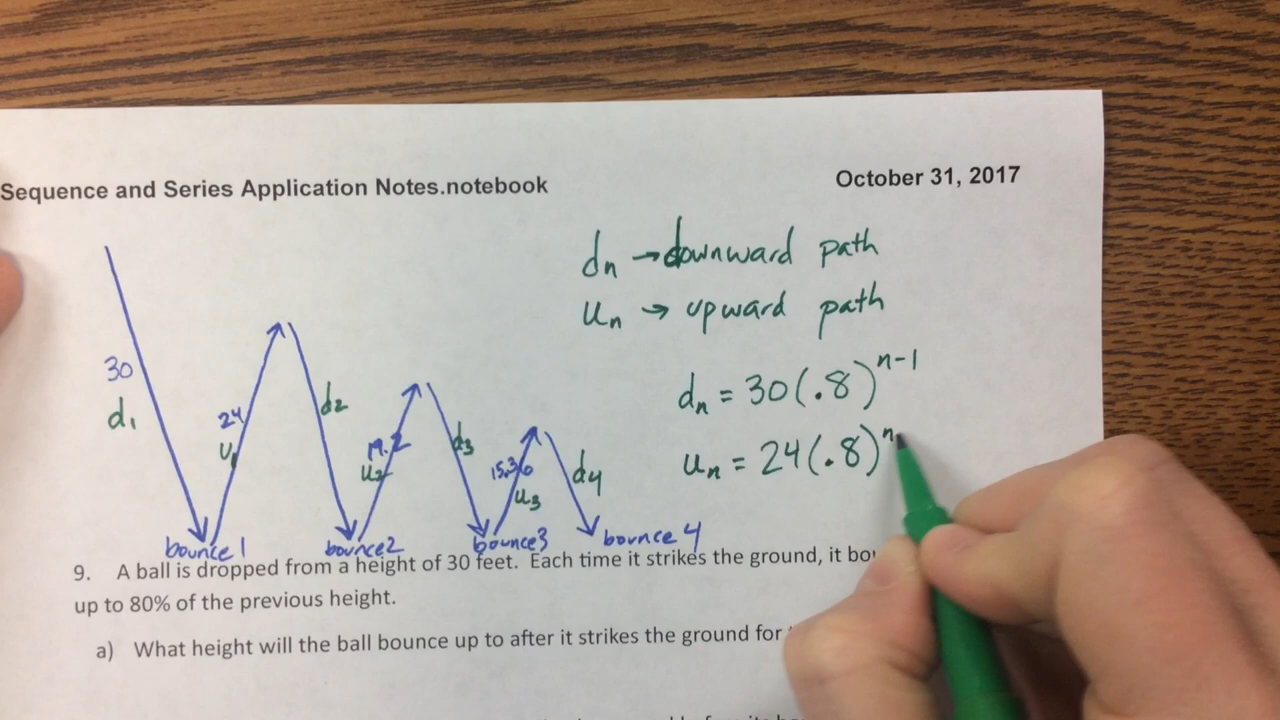 Sequence and Series Application Notes.notebook
October 31, 2017
dn → downward path
un → upward path
30
d1
24
u1
d2
19.2
u2
d3
15.36
u3
d4
dn = 30(.8)^n-1
un = 24(.8)^n
bounce 1
bounce 2
bounce 3
bounce 4
9. A ball is dropped from a height of 30 feet. Each time it strikes the ground, it
up to 80% of the previous height.
a) What height will the ball bounce up to after it strikes the ground for